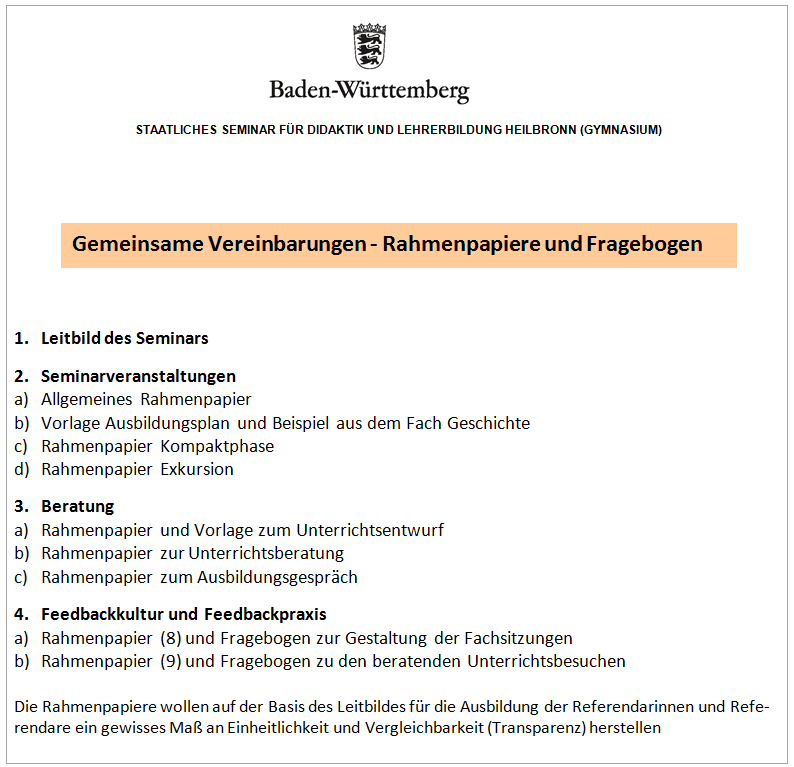 Baden-Württemberg
STAATLICHES SEMINAR FÜR DIDAKTIK UND LEHRERBILDUNG HEILBRONN (GYMNASIUM)
Gemeinsame Vereinbarungen - Rahmenpapiere und Fragebogen
1. Leitbild des Seminars
2. Seminarveranstaltungen
a) Allgemeines Rahmenpapier
b) Vorlage Ausbildungsplan und Beispiel aus dem Fach Geschichte
c) Rahmenpapier Kompaktphase
d) Rahmenpapier Exkursion
3. Beratung
a) Rahmenpapier und Vorlage zum Unterrichtsentwurf
b) Rahmenpapier zur Unterrichtsberatung
c) Rahmenpapier zum Ausbildungsgespräch
4. Feedbackkultur und Feedbackpraxis
a) Rahmenpapier (8) und Fragebogen zur Gestaltung der Fachsitzungen
b) Rahmenpapier (9) und Fragebogen zu den beratenden Unterrichtsbesuchen
Die Rahmenpapiere wollen auf der Basis des Leitbildes für die Ausbildung der Referendarinnen und Refe-
rendare ein gewisses Maß an Einheitlichkeit und Vergleichbarkeit (Transparenz) herstellen